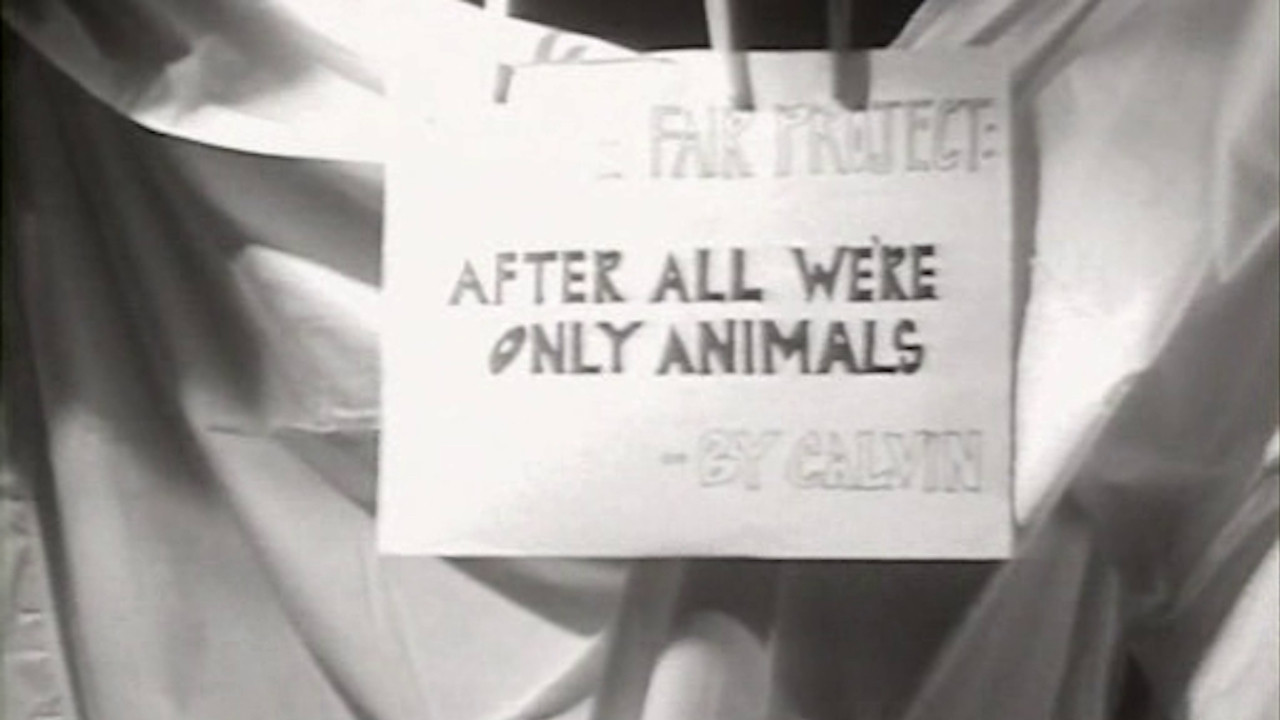 FAIR PROJECT:
AFTER ALL WE'RE
ONLY ANIMALS
- BY CALVIN